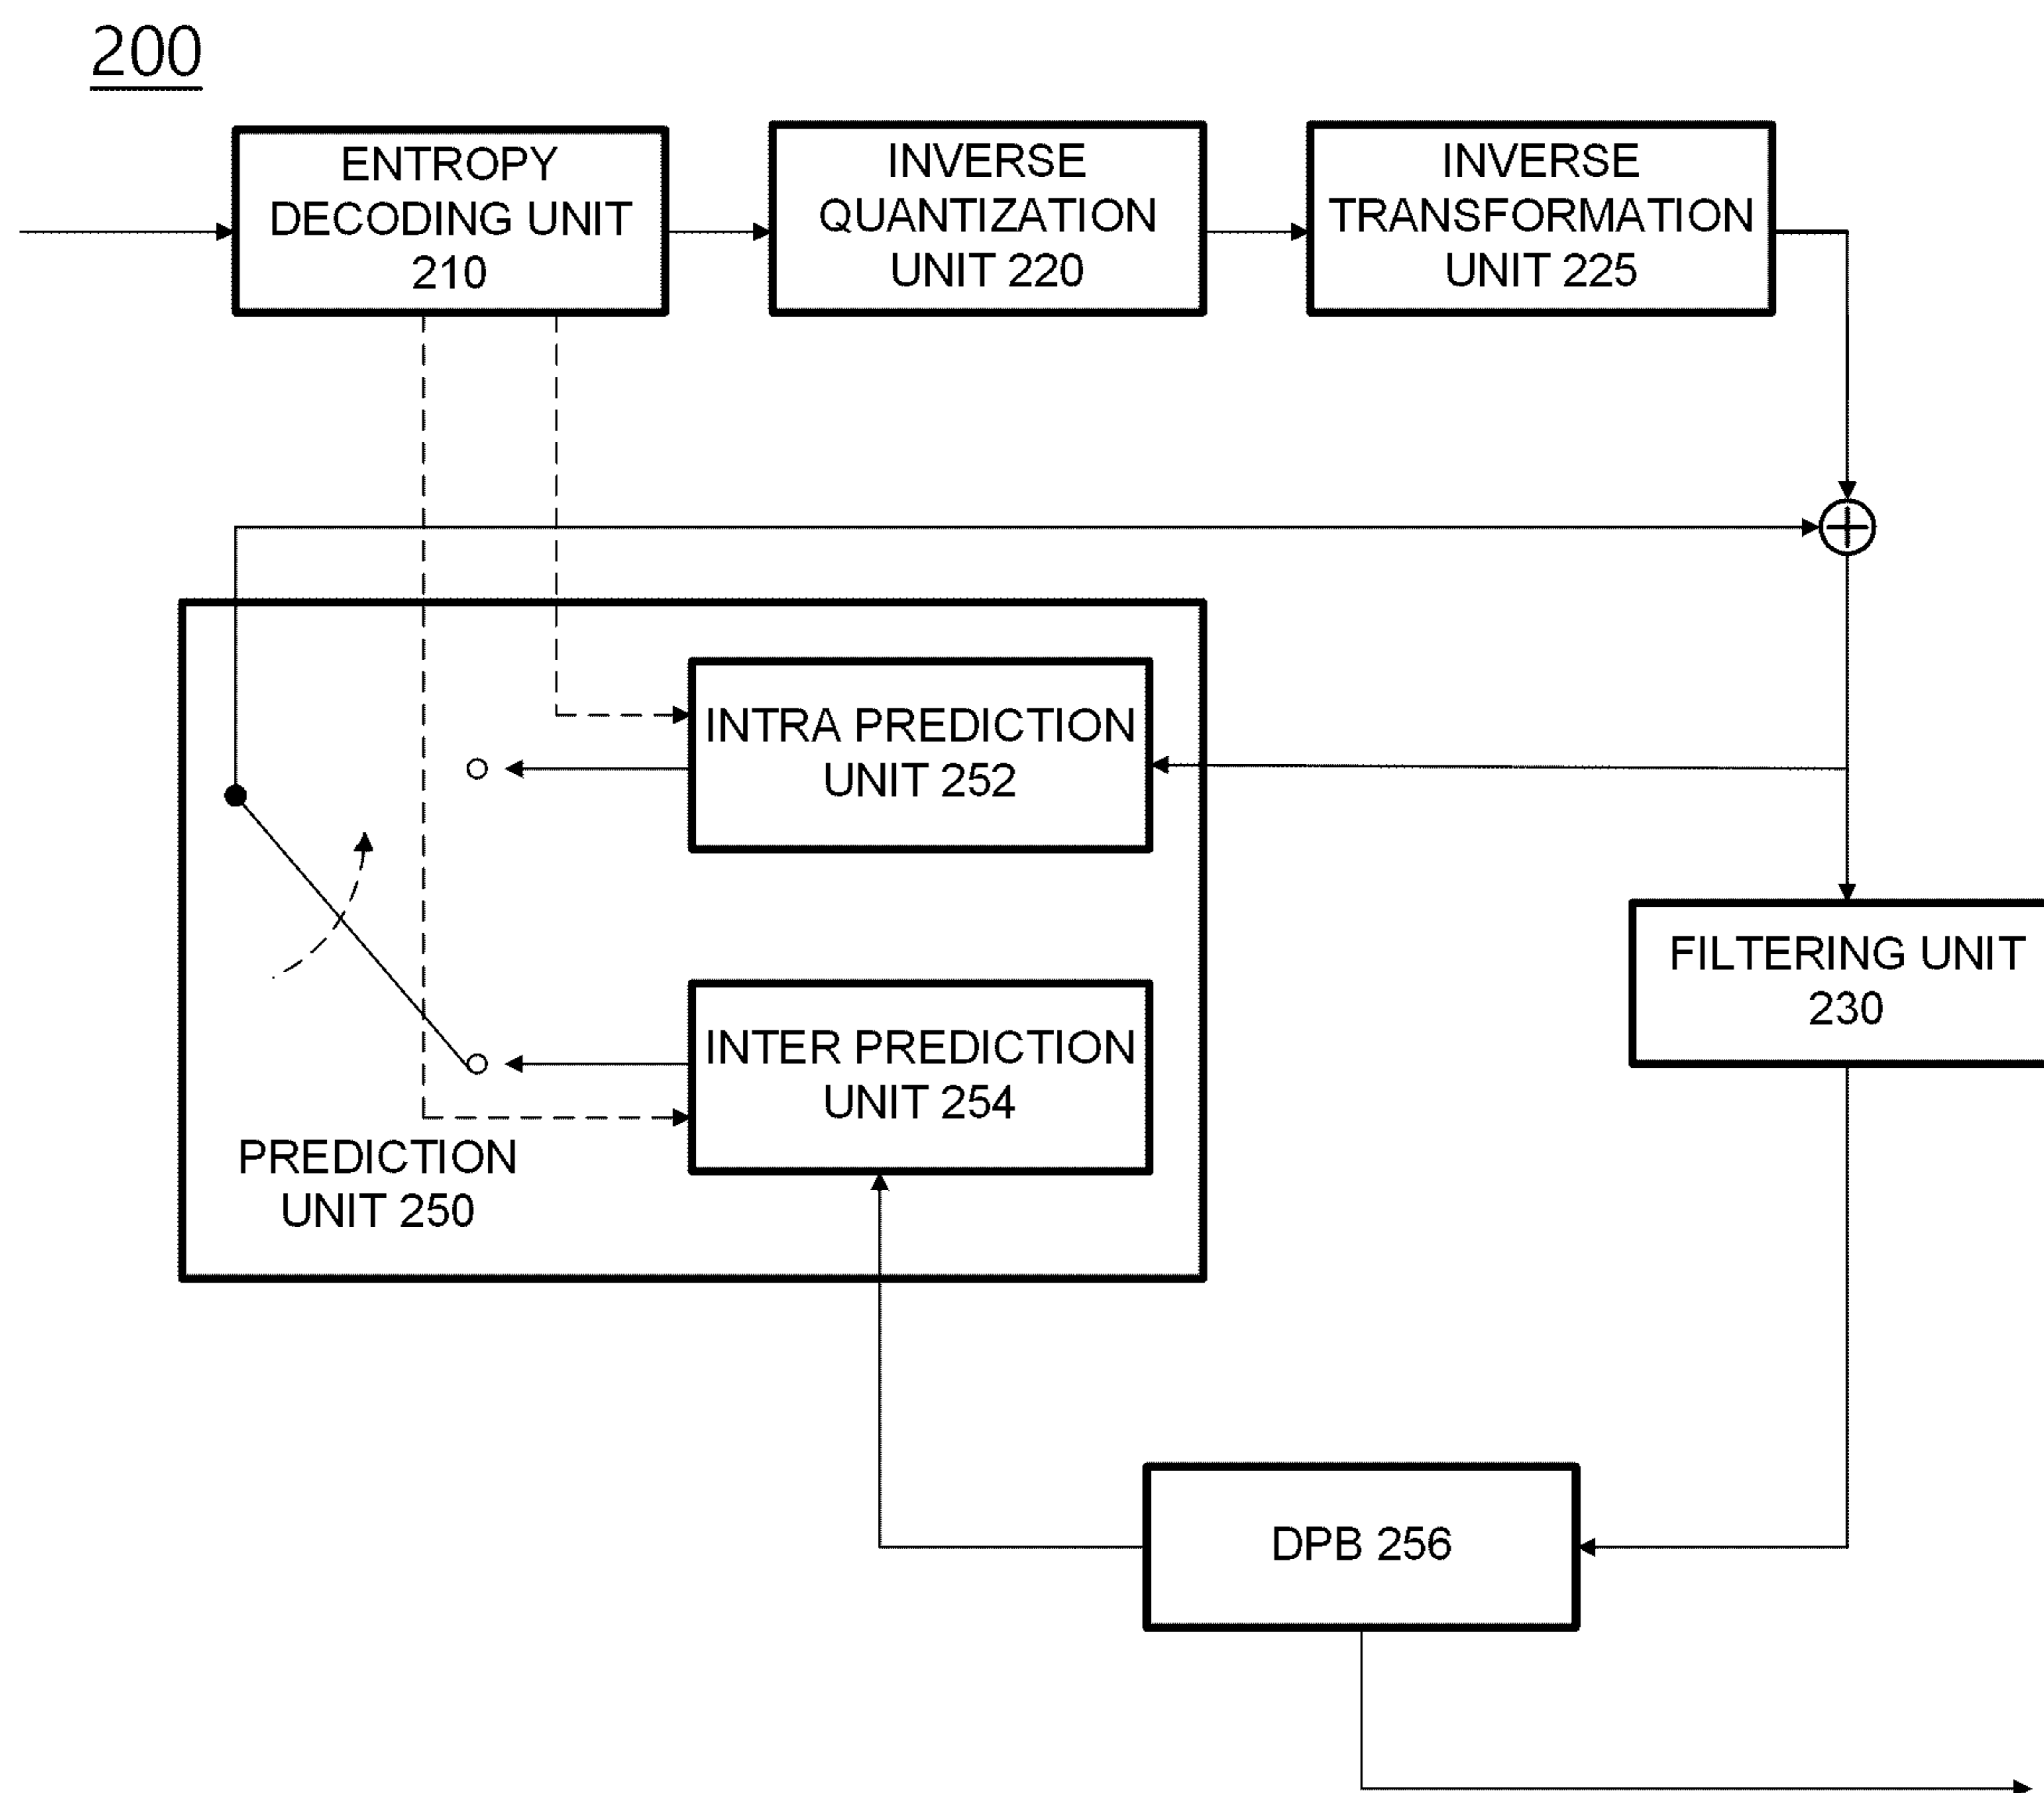 200
ENTROPY
DECODING UNIT
210
INVERSE
QUANTIZATION
UNIT 220
INVERSE
TRANSFORMATION
UNIT 225
INTRA PREDICTION
UNIT 252
FILTERING UNIT
230
INTER PREDICTION
UNIT 254
PREDICTION
UNIT 250
DPB 256